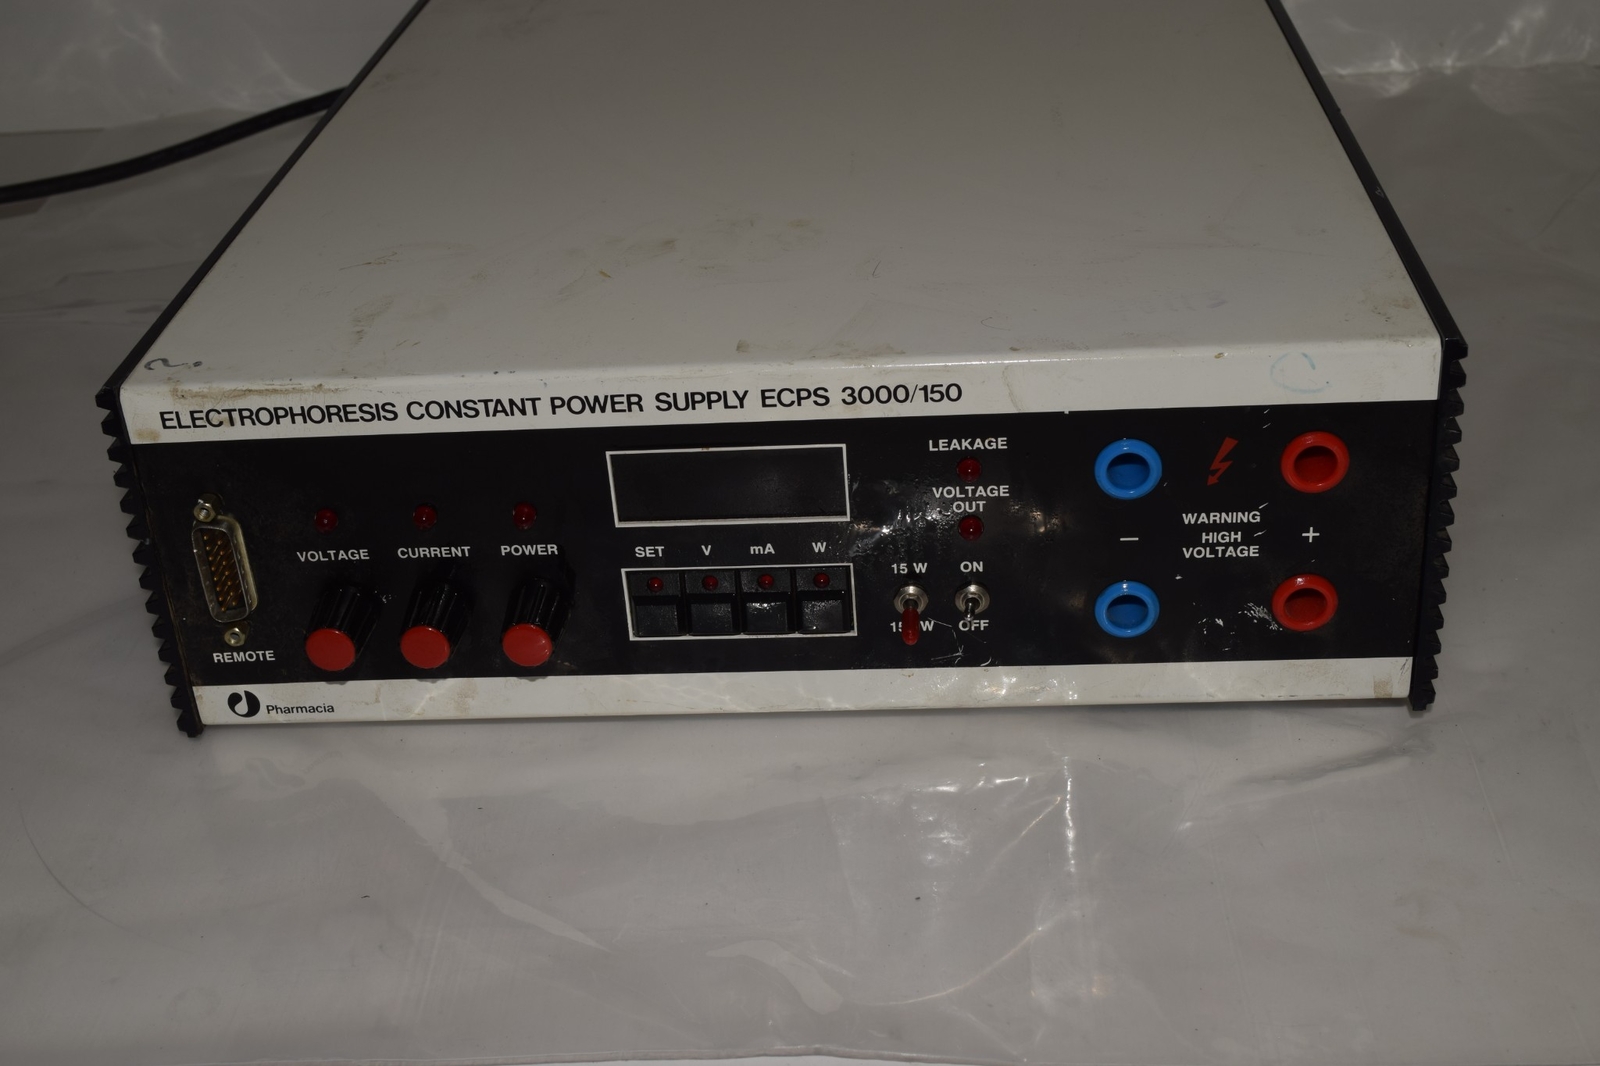 ELECTROPHORESIS CONSTANT POWER SUPPLY ECPS 3000/150
LEAKAGE
VOLTAGE
OUT
VOLTAGE
CURRENT
POWER
SET
V
mA
W
15 W
ON
OFF
WARNING
HIGH
VOLTAGE
−
+
REMOTE
Pharmacia